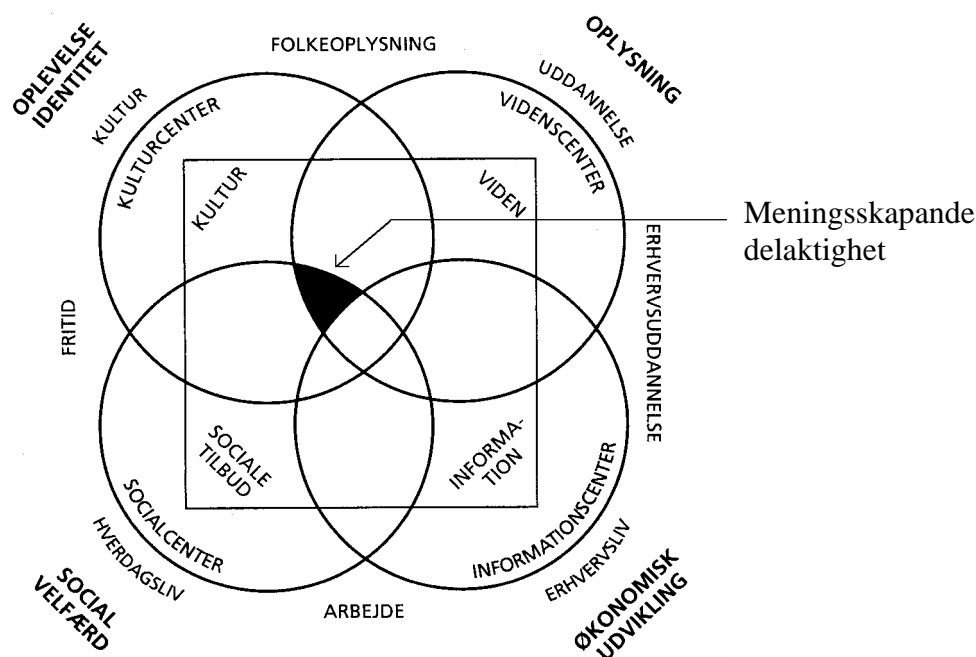 OPLEVELSE
IDENTITET
FOLKEOPLYSNING
OPLYSNING
KULTUR
KULTURCENTER
UDDANNELSE
VIDENSCENTER
KULTUR
VIDEN
Meningsskapande
delaktighet
FRITID
ERHVERVSUDDANNELSE
SOCIALE
TILBUD
INFORMA-
TION
SOCIALCENTER
INFORMATIONSCENTER
HVERDAGSLIV
ERHVERVSLIV
SOCIAL
VELFÆRD
ARBEJDE
ØKONOMISK
UDVIKLING